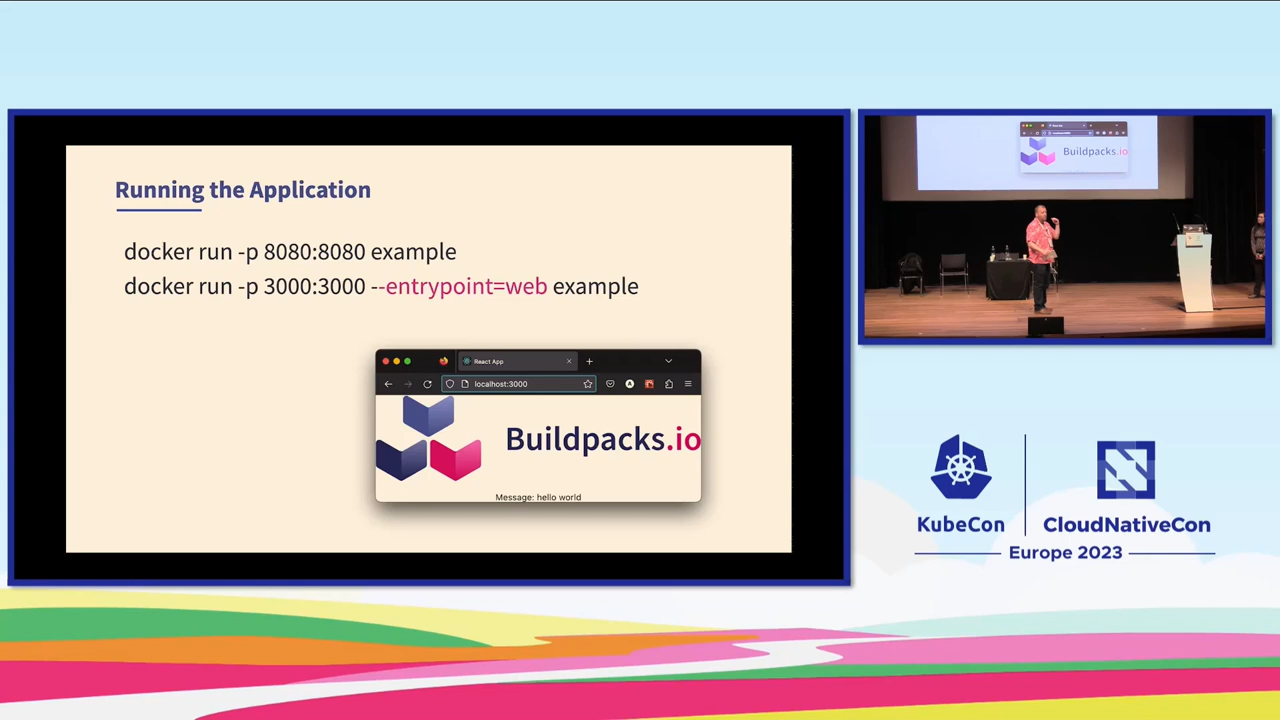 Running the Application
docker run -p 8080:8080 example
docker run -p 3000:3000 --entrypoint=web example
React App
localhost:3000
Buildpacks.io
Message: hello world
Buildpacks.io
KubeCon
CloudNativeCon
Europe 2023